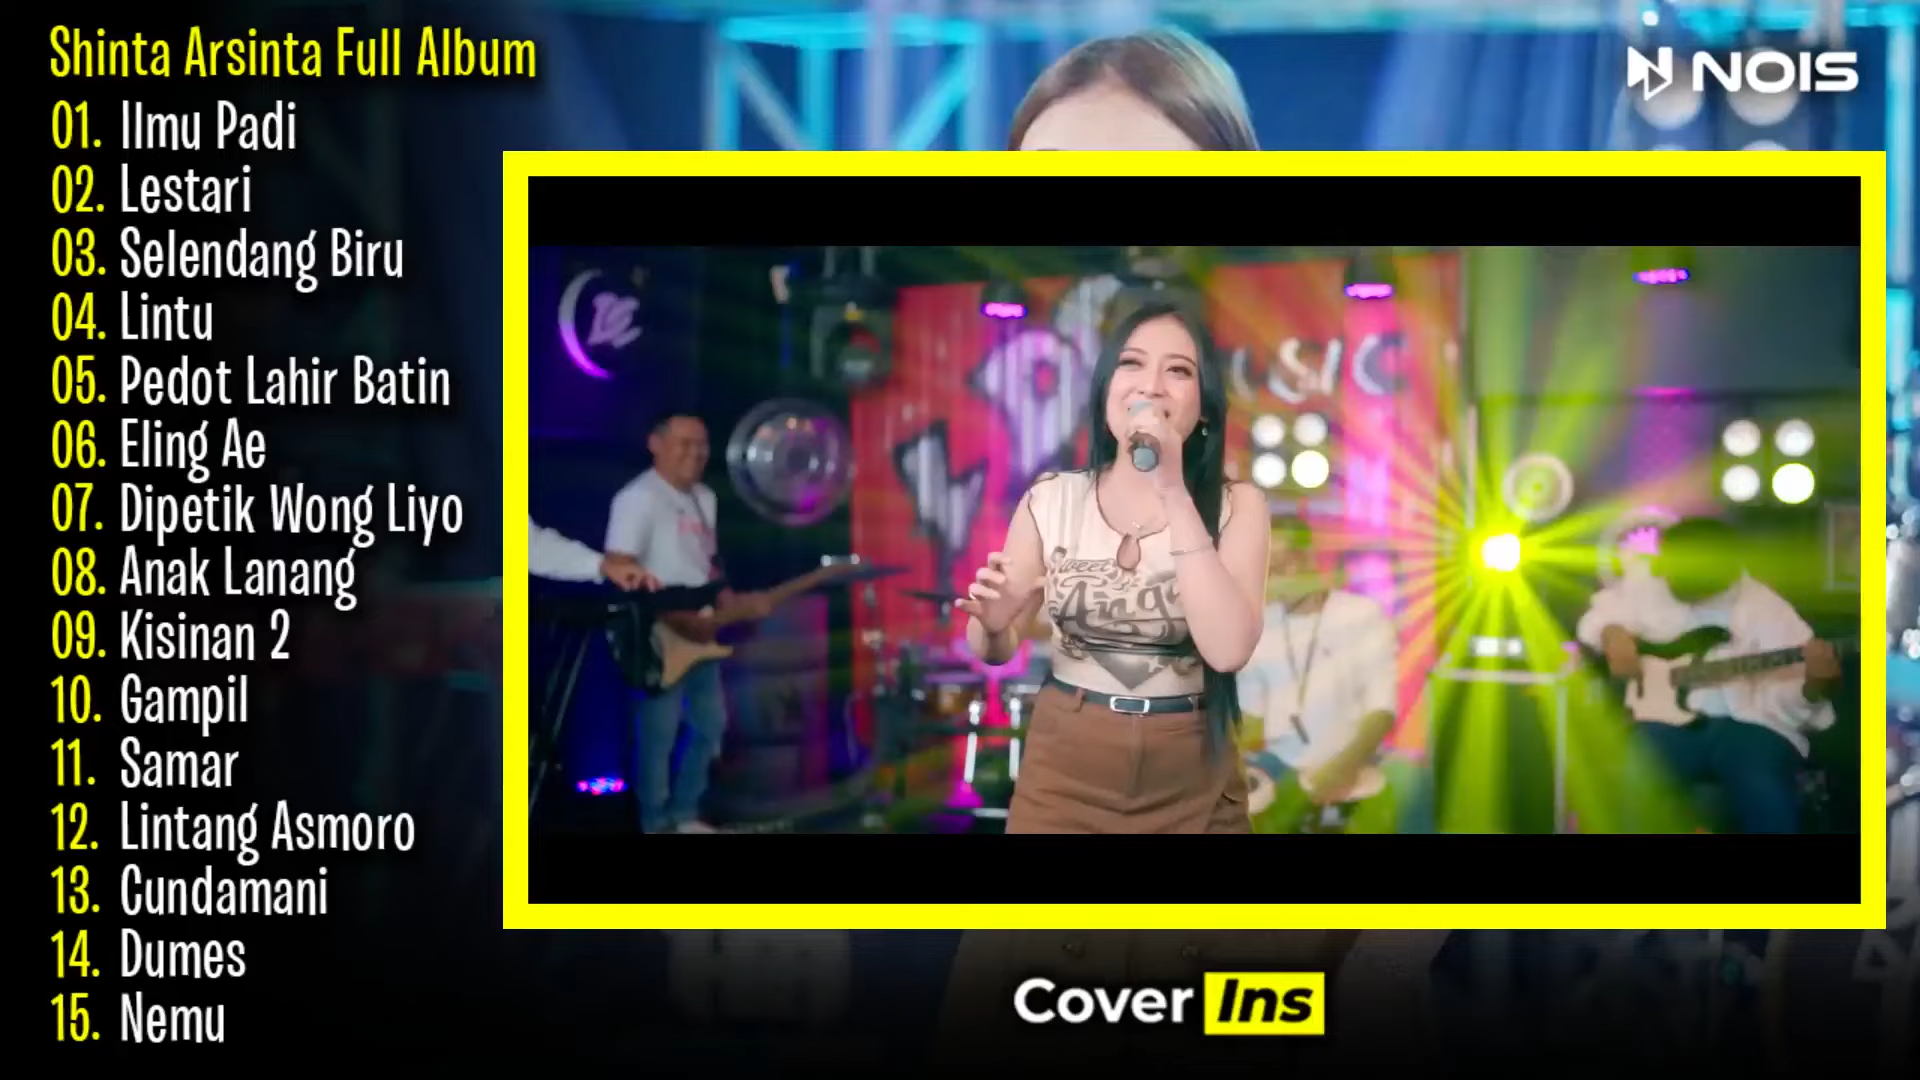 Shinta Arsinta Full Album
01. Ilmu Padi
02. Lestari
03. Selendang Biru
04. Lintu
05. Pedot Lahir Batin
06. Eling Ae
07. Dipetik Wong Liyo
08. Anak Lanang
09. Kisinan 2
10. Gampil
11. Samar
12. Lintang Asmoro
13. Cundamani
14. Dumes
15. Nemu
NOIS
Sweet
Cover Ins